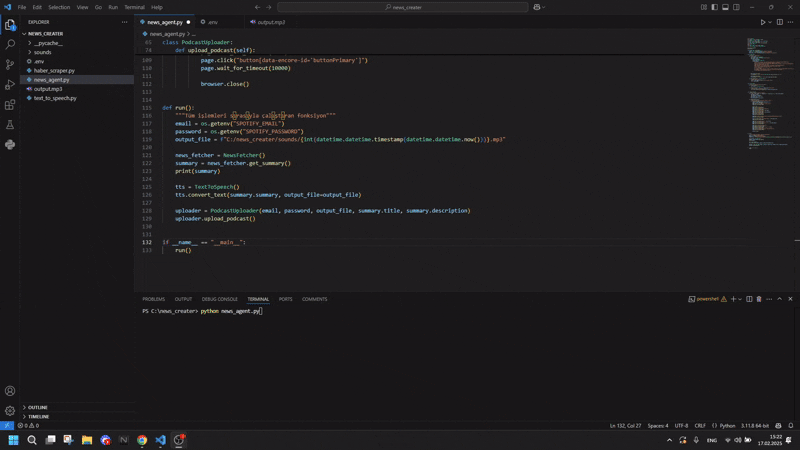 File Edit Selection View Go Run Terminal Help
news_creater
EXPLORER
NEWS_CREATER
__pycache__
sounds
.env
haber_scraper.py
news_agent.py
output.mp3
text_to_speech.py
OUTLINE
TIMELINE
news_agent.py
.env
output.mp3
news_agent.py > ...
65 class PodcastUploader:
74 def upload_podcast(self):
109 page.click("button[data-encore-id='buttonPrimary']")
110 page.wait_for_timeout(10000)
111
112 browser.close()
113
114
115 def run():
116 """Tüm işlemleri sırasıyla çalıştıran fonksiyon"""
117 email = os.getenv("SPOTIFY_EMAIL")
118 password = os.getenv("SPOTIFY_PASSWORD")
119 output_file = f"C:/news_creater/sounds/{int(datetime.datetime.timestamp(datetime.datetime.now()))}.mp3"
120
121 news_fetcher = NewsFetcher()
122 summary = news_fetcher.get_summary()
123 print(summary)
124
125 tts = TextToSpeech()
126 tts.convert_text(summary.summary, output_file=output_file)
127
128 uploader = PodcastUploader(email, password, output_file, summary.title, summary.description)
129 uploader.upload_podcast()
130
131
132 if __name__ == "__main__":
133 run()
PROBLEMS OUTPUT DEBUG CONSOLE TERMINAL PORTS COMMENTS
powershell
PS C:\news_creater> python news_agent.py
0 0
Ln 132, Col 27 Spaces: 4 UTF-8 CRLF Python 3.11.8 64-bit
ENG
15:22
17.02.2025